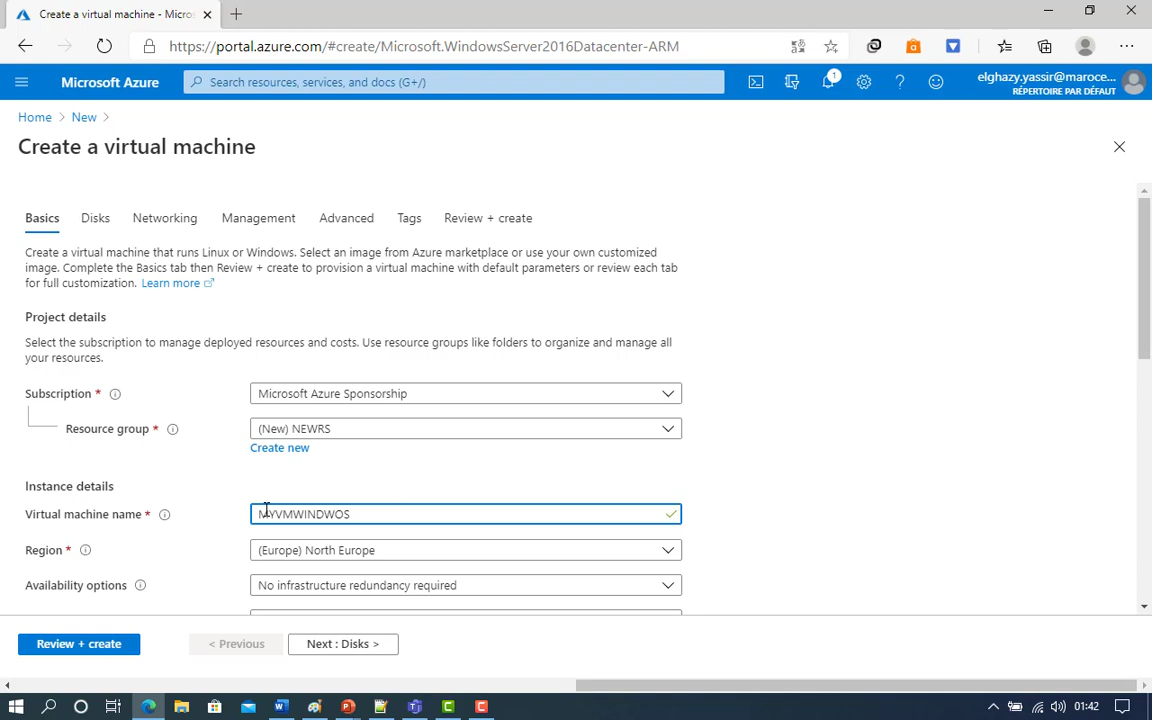 Create a virtual machine - Micros
https://portal.azure.com/#create/Microsoft.WindowsServer2016Datacenter-ARM
Microsoft Azure
Search resources, services, and docs (G+/)
1
elghazy.yassir@maroce...
RÉPERTOIRE PAR DÉFAUT
Home > New >
Create a virtual machine
Basics Disks Networking Management Advanced Tags Review + create
Create a virtual machine that runs Linux or Windows. Select an image from Azure marketplace or use your own customized
image. Complete the Basics tab then Review + create to provision a virtual machine with default parameters or review each tab
for full customization. Learn more
Project details
Select the subscription to manage deployed resources and costs. Use resource groups like folders to organize and manage all
your resources.
Subscription *
Microsoft Azure Sponsorship
Resource group *
(New) NEWRS
Create new
Instance details
Virtual machine name *
MYVMWINDWOS
Region *
(Europe) North Europe
Availability options
No infrastructure redundancy required
Review + create
< Previous
Next : Disks >
01:42